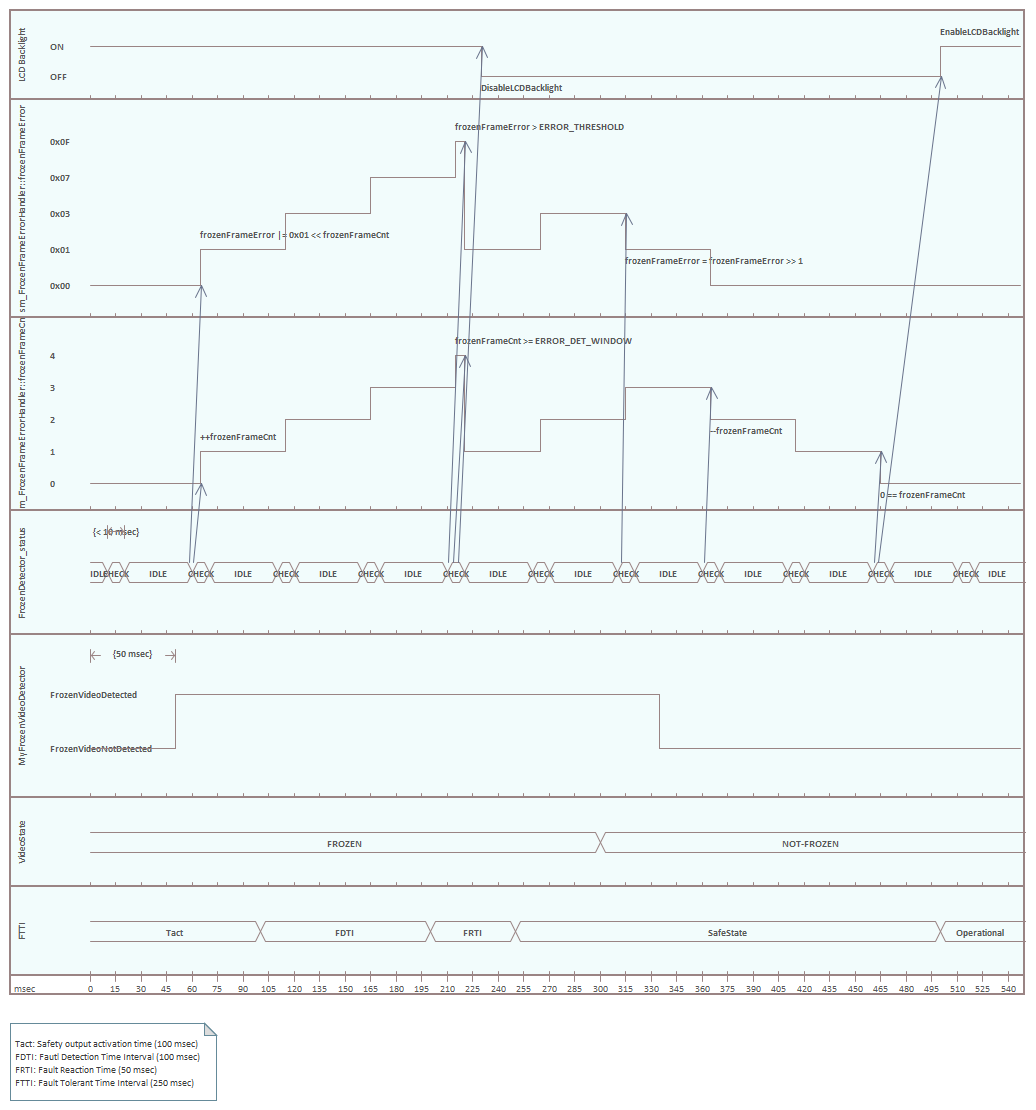 LCD Backlight
ON
OFF
EnableLCDBacklight
DisableLCDBacklight
sm_FrozenFrameErrorHandler::frozenFrameError
frozenFrameError > ERROR_THRESHOLD
0x0F
0x07
0x03
frozenFrameError |= 0x01 << frozenFrameCnt
0x01
frozenFrameError = frozenFrameError >> 1
0x00
m_FrozenFrameErrorHandler::frozenFrameCn
frozenFrameCnt >= ERROR_DET_WINDOW
4
3
2
--frozenFrameCnt
++frozenFrameCnt
1
0
0 == frozenFrameCnt
FrozenDetector_status
{< 10 msec}
IDLE CHECK IDLE CHECK IDLE CHECK IDLE CHECK IDLE CHECK IDLE CHECK IDLE CHECK IDLE CHECK IDLE CHECK IDLE CHECK IDLE CHECK IDLE
MyFrozenVideoDetector
{50 msec}
FrozenVideoDetected
FrozenVideoNotDetected
VideoState
FROZEN NOT-FROZEN
FTTI
Tact FDTI FRTI SafeState Operational
msec 0 15 30 45 60 75 90 105 120 135 150 165 180 195 210 225 240 255 270 285 300 315 330 345 360 375 390 405 420 435 450 465 480 495 510 525 540
Tact: Safety output activation time (100 msec)
FDTI: Fautl Detection Time Interval (100 msec)
FRTI: Fault Reaction Time (50 msec)
FTTI: Fault Tolerant Time Interval (250 msec)